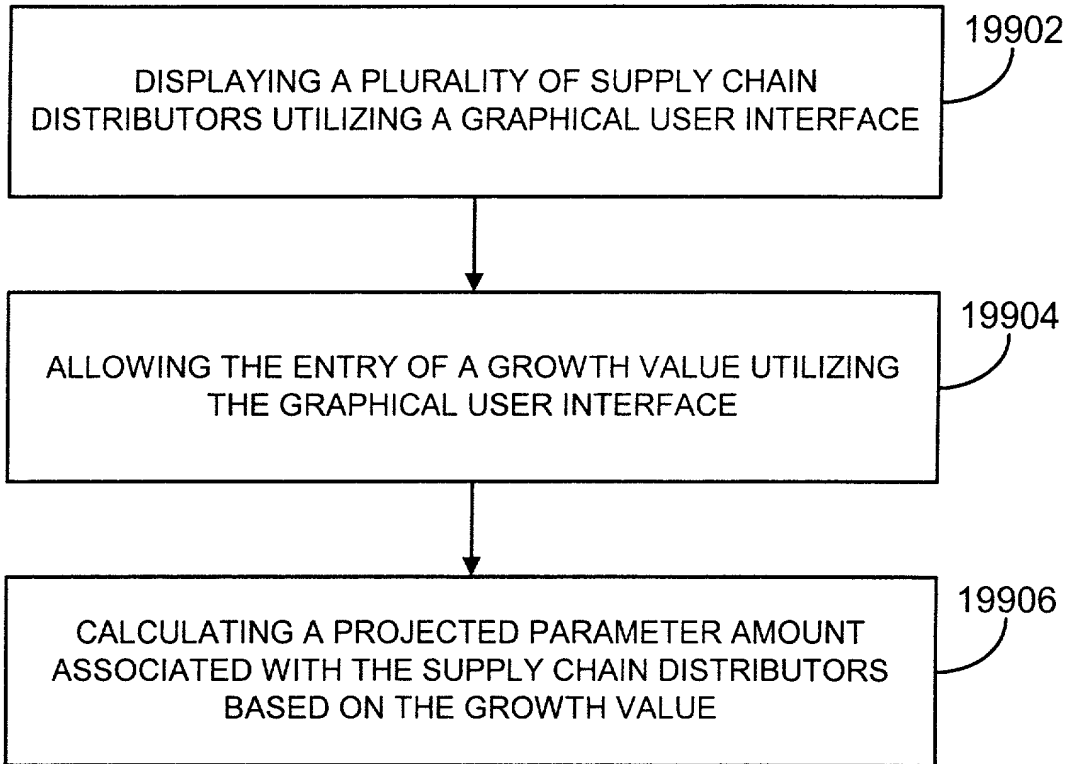 19902
DISPLAYING A PLURALITY OF SUPPLY CHAIN
DISTRIBUTORS UTILIZING A GRAPHICAL USER INTERFACE
19904
ALLOWING THE ENTRY OF A GROWTH VALUE UTILIZING
THE GRAPHICAL USER INTERFACE
19906
CALCULATING A PROJECTED PARAMETER AMOUNT
ASSOCIATED WITH THE SUPPLY CHAIN DISTRIBUTORS
BASED ON THE GROWTH VALUE